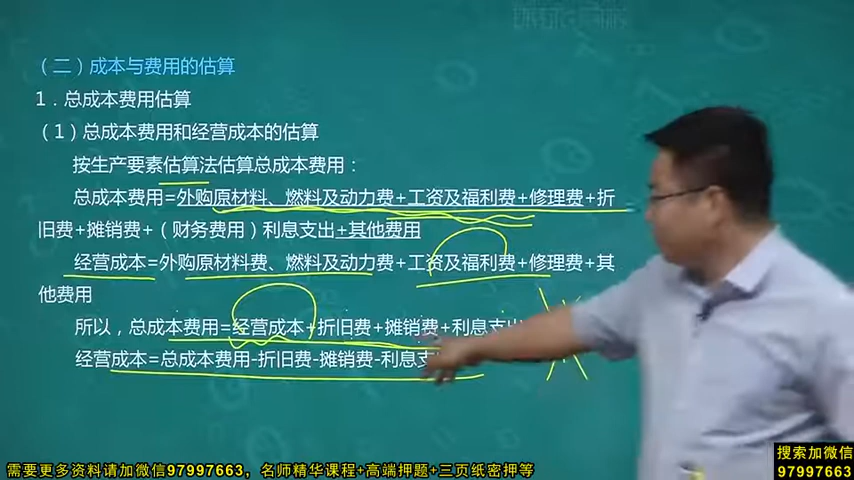 （二）成本与费用的估算
1．总成本费用估算
（1）总成本费用和经营成本的估算
按生产要素估算法估算总成本费用：
总成本费用=外购原材料、燃料及动力费+工资及福利费+修理费+折
旧费+摊销费+（财务费用）利息支出+其他费用
经营成本=外购原材料费、燃料及动力费+工资及福利费+修理费+其
他费用
所以，总成本费用=经营成本+折旧费+摊销费+利息支出
经营成本=总成本费用-折旧费-摊销费-利息支
需要更多资料请加微信97997663，名师精华课程+高端押题+三页纸密押等
搜索加微信
97997663